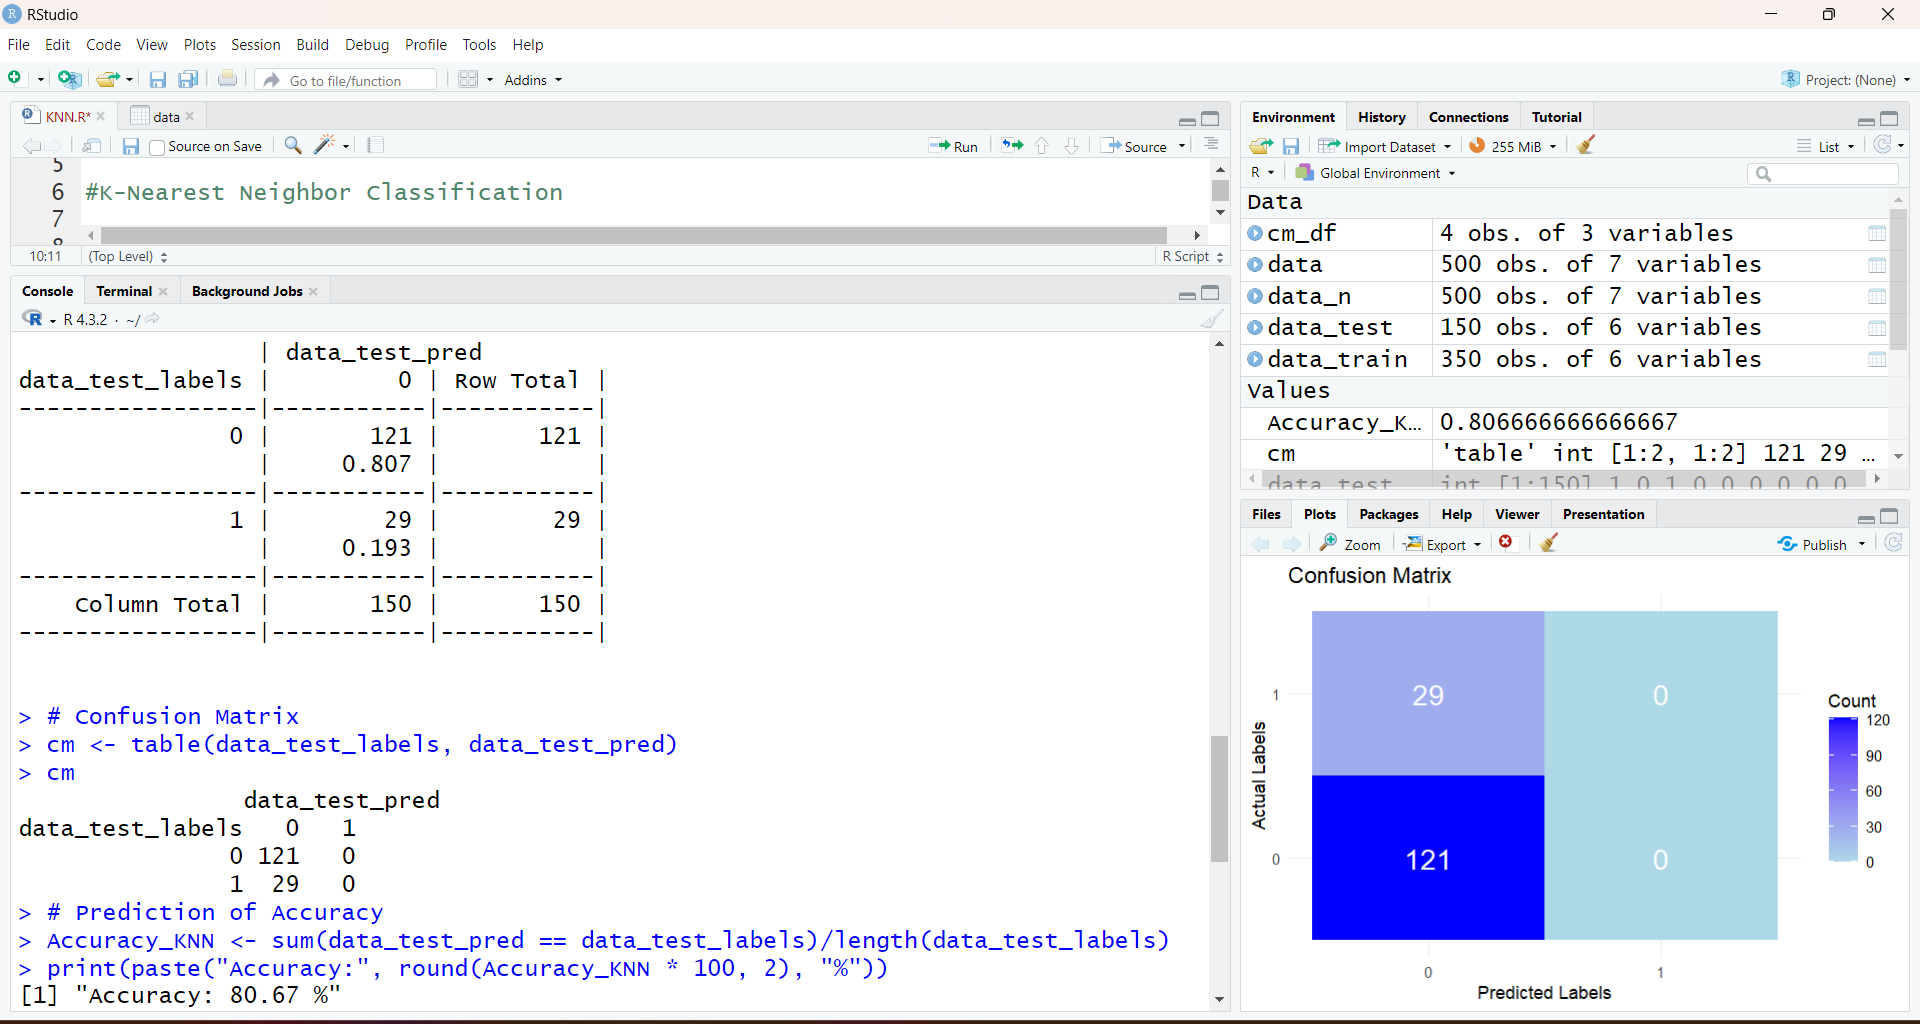 RStudio
File Edit Code View Plots Session Build Debug Profile Tools Help
Go to file/function Addins Project: (None)
KNN.R* data
Source on Save Run Source
5
6 #K-Nearest Neighbor Classification
7
8
10:11 (Top Level) R Script
Console Terminal Background Jobs
R 4.3.2 · ~/
| data_test_pred
data_test_labels | 0 | Row Total |
-----------------|-----------|-----------|
0 | 121 | 121 |
| 0.807 | |
-----------------|-----------|-----------|
1 | 29 | 29 |
| 0.193 | |
-----------------|-----------|-----------|
Column Total | 150 | 150 |
-----------------|-----------|-----------|
> # Confusion Matrix
> cm <- table(data_test_labels, data_test_pred)
> cm
data_test_pred
data_test_labels 0 1
0 121 0
1 29 0
> # Prediction of Accuracy
> Accuracy_KNN <- sum(data_test_pred == data_test_labels)/length(data_test_labels)
> print(paste("Accuracy:", round(Accuracy_KNN * 100, 2), "%"))
[1] "Accuracy: 80.67 %"
Environment History Connections Tutorial
Import Dataset 255 MiB List
R Global Environment
Data
cm_df 4 obs. of 3 variables
data 500 obs. of 7 variables
data_n 500 obs. of 7 variables
data_test 150 obs. of 6 variables
data_train 350 obs. of 6 variables
Values
Accuracy_K… 0.806666666666667
cm 'table' int [1:2, 1:2] 121 29 …
data_test int [1:150] 1 0 1 0 0 0 0 0 0
Files Plots Packages Help Viewer Presentation
Zoom Export Publish
Confusion Matrix
29 0
121 0
1
0
Actual Labels
0 1
Predicted Labels
Count
120
90
60
30
0